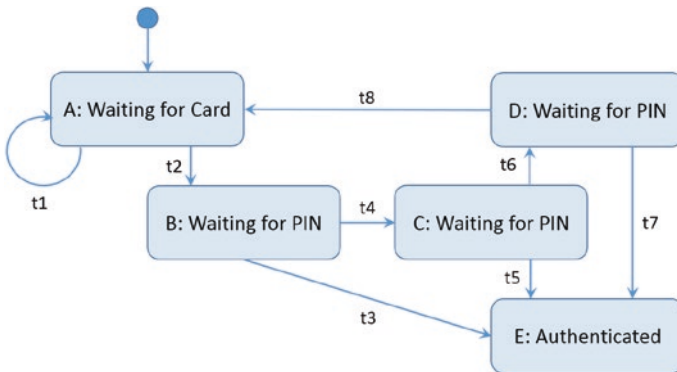 A: Waiting for Card
t8
D: Waiting for PIN
t1
t2
t6
B: Waiting for PIN
t4
C: Waiting for PIN
t7
t3
t5
E: Authenticated